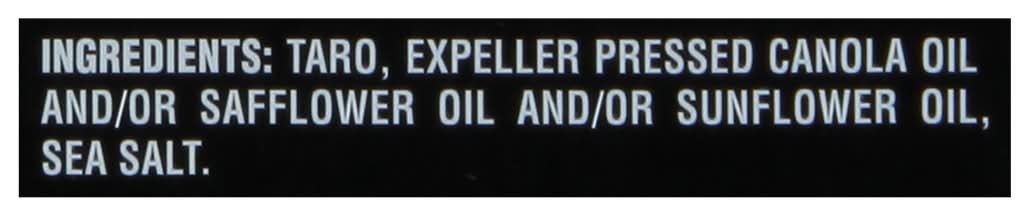 INGREDIENTS: TARO, EXPELLER PRESSED CANOLA OIL
AND/OR SAFFLOWER OIL AND/OR SUNFLOWER OIL,
SEA SALT.